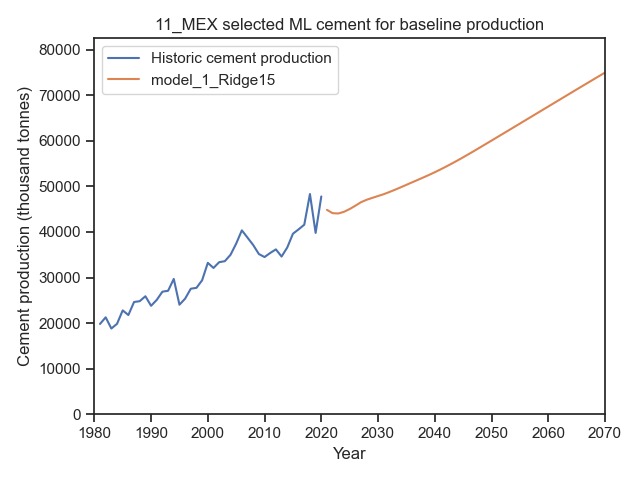 11_MEX selected ML cement for baseline production
Historic cement production
model_1_Ridge15
Cement production (thousand tonnes)
80000
70000
60000
50000
40000
30000
20000
10000
0
1980 1990 2000 2010 2020 2030 2040 2050 2060 2070
Year